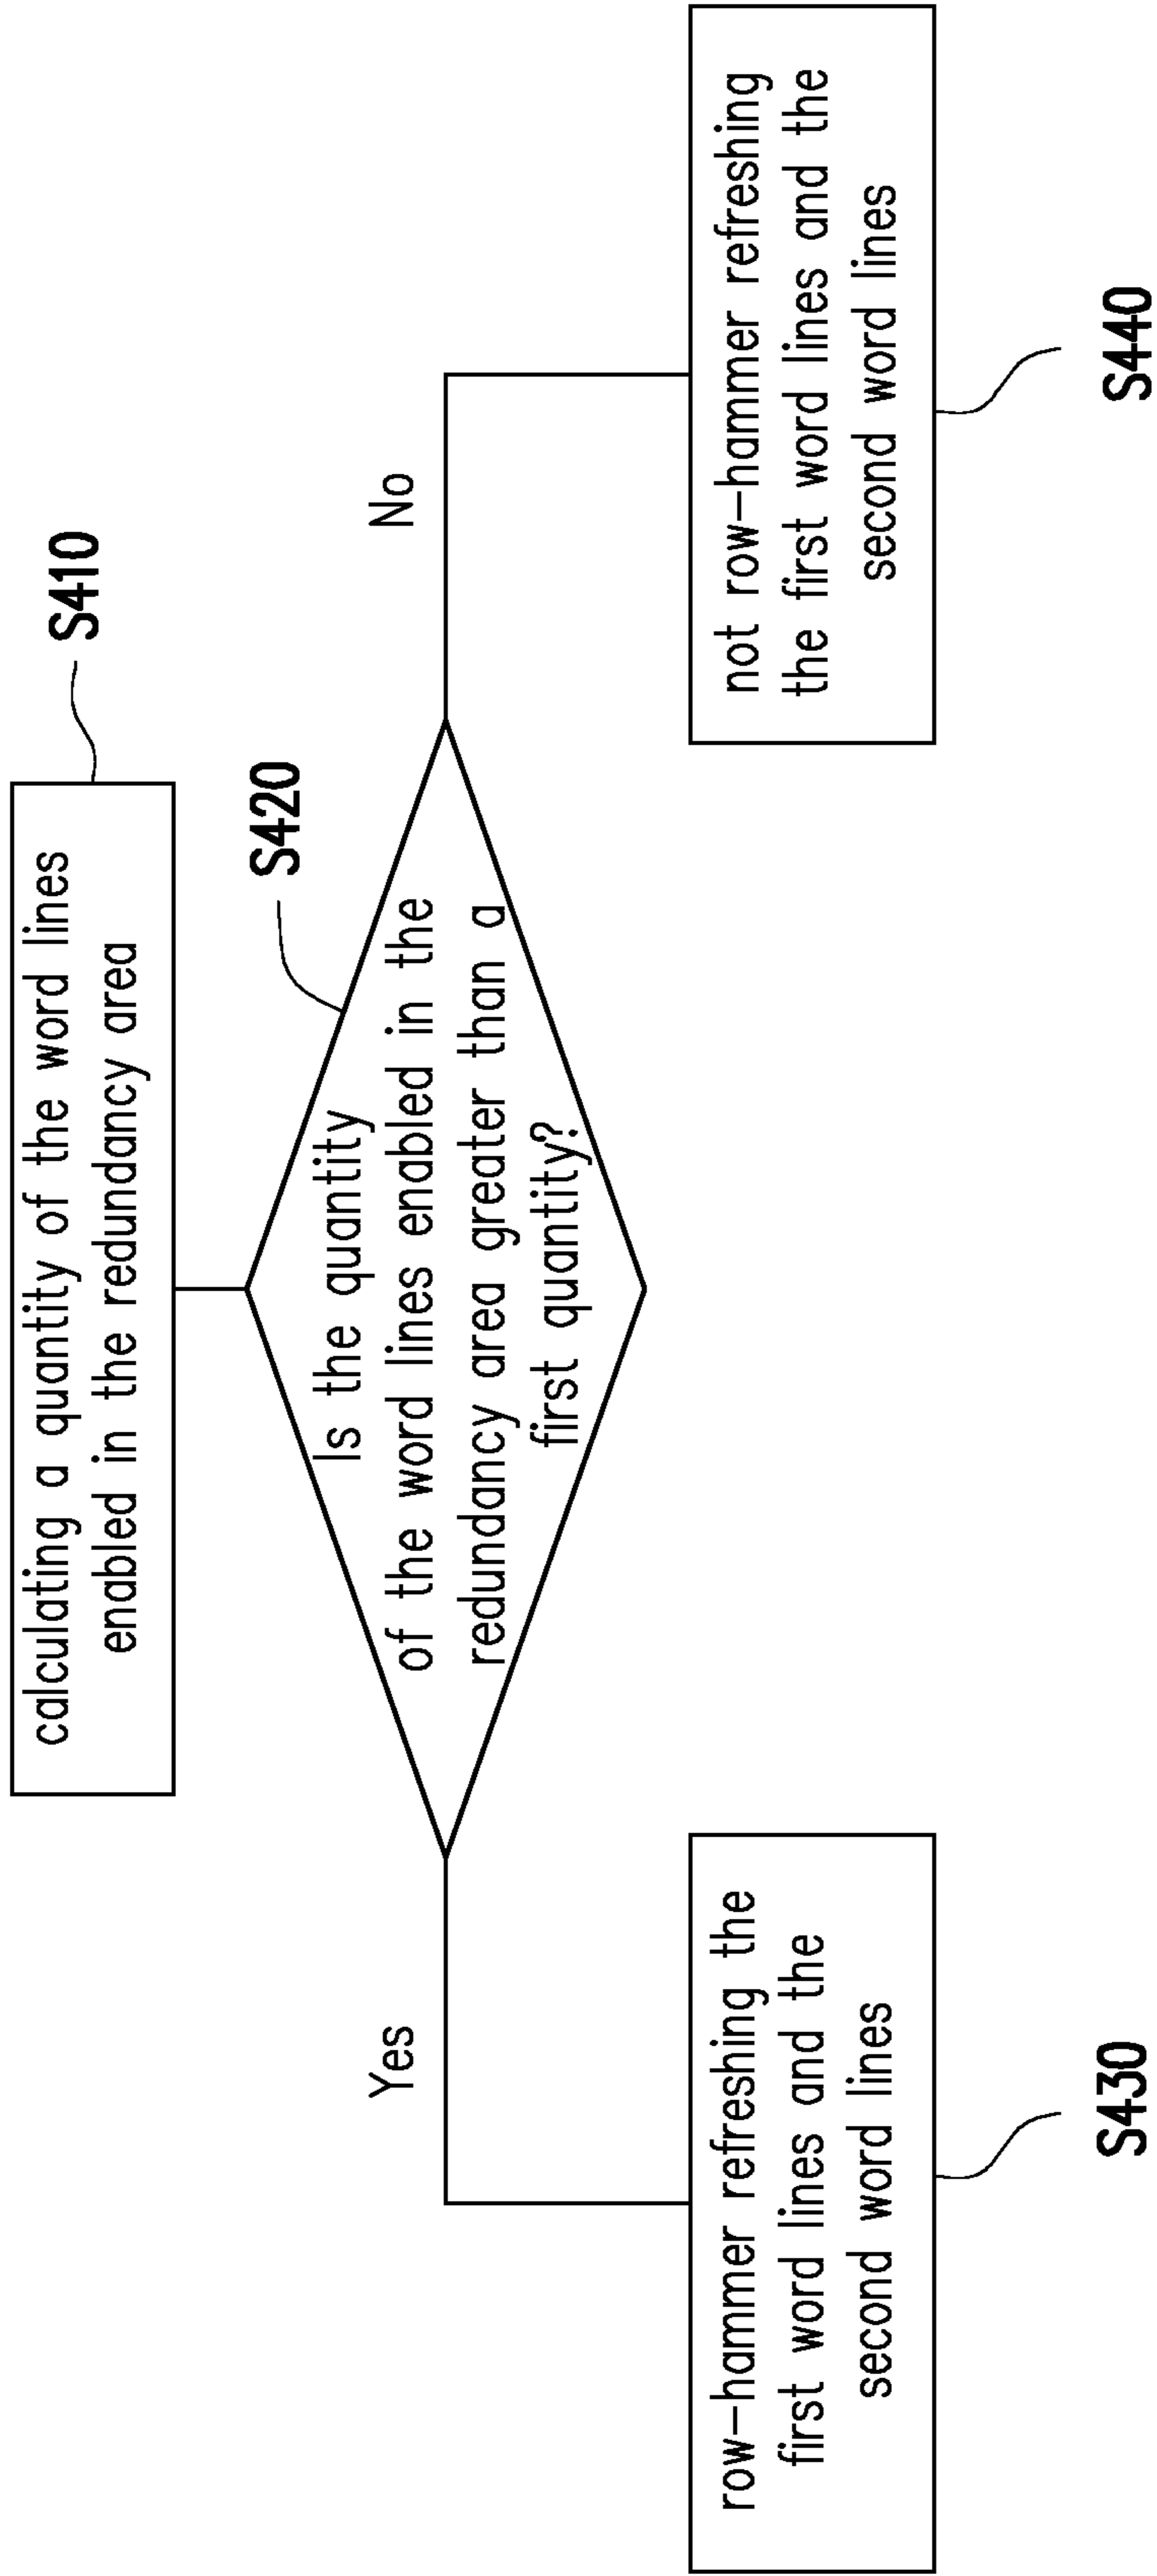 calculating a quantity of the word lines
enabled in the redundancy area
S410
S420
Is the quantity
of the word lines enabled in the
redundancy area greater than a
first quantity?
Yes
No
row-hammer refreshing the
first word lines and the
second word lines
S430
not row-hammer refreshing
the first word lines and the
second word lines
S440